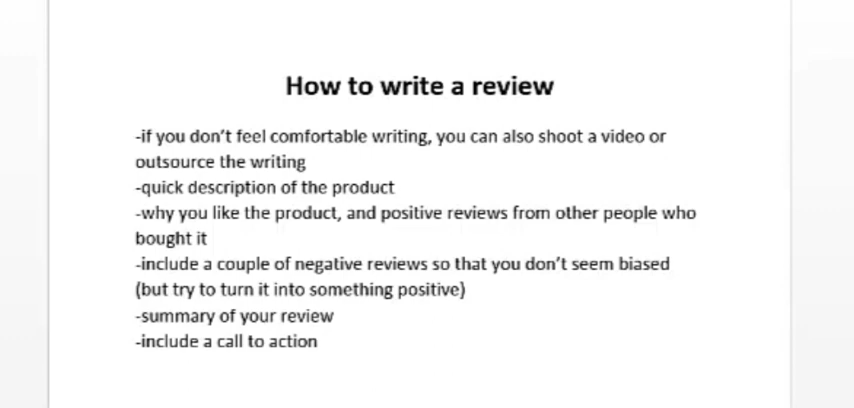 How to write a review
-if you don't feel comfortable writing, you can also shoot a video or
outsource the writing
-quick description of the product
-why you like the product, and positive reviews from other people who
bought it
-include a couple of negative reviews so that you don't seem biased
(but try to turn it into something positive)
-summary of your review
-include a call to action